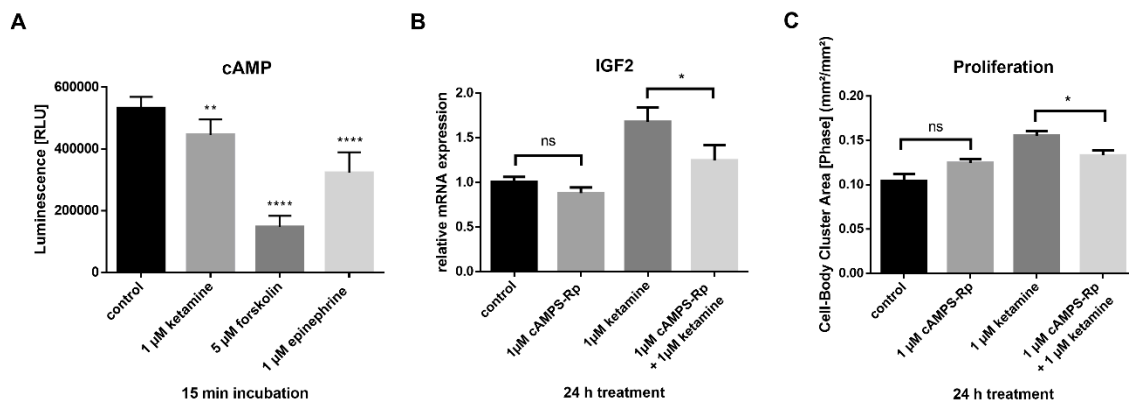 A
cAMP
Luminescence [RLU]
600000
400000
200000
0
**
****
****
control
1 µM ketamine
5 µM forskolin
1 µM epinephrine
15 min incubation
B
IGF2
relative mRNA expression
2.0
1.5
1.0
0.5
0.0
ns
*
control
1µM cAMPS-Rp
1µM ketamine
1µM cAMPS-Rp
+ 1µM ketamine
24 h treatment
C
Proliferation
Cell-Body Cluster Area [Phase] (mm²/mm²)
0.20
0.15
0.10
0.05
0.00
ns
*
control
1 µM cAMPS-Rp
1 µM ketamine
1 µM cAMPS-Rp
+ 1 µM ketamine
24 h treatment